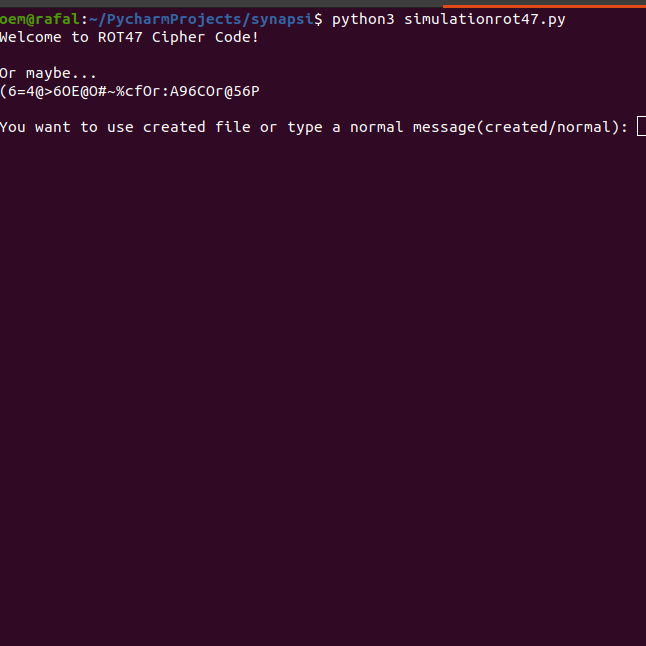 oem@rafal:~/PycharmProjects/synapsi$ python3 simulationrot47.py
Welcome to ROT47 Cipher Code!
Or maybe...
(6=4@>6OE@O#~%cfOr:A96COr@56P
You want to use created file or type a normal message(created/normal):